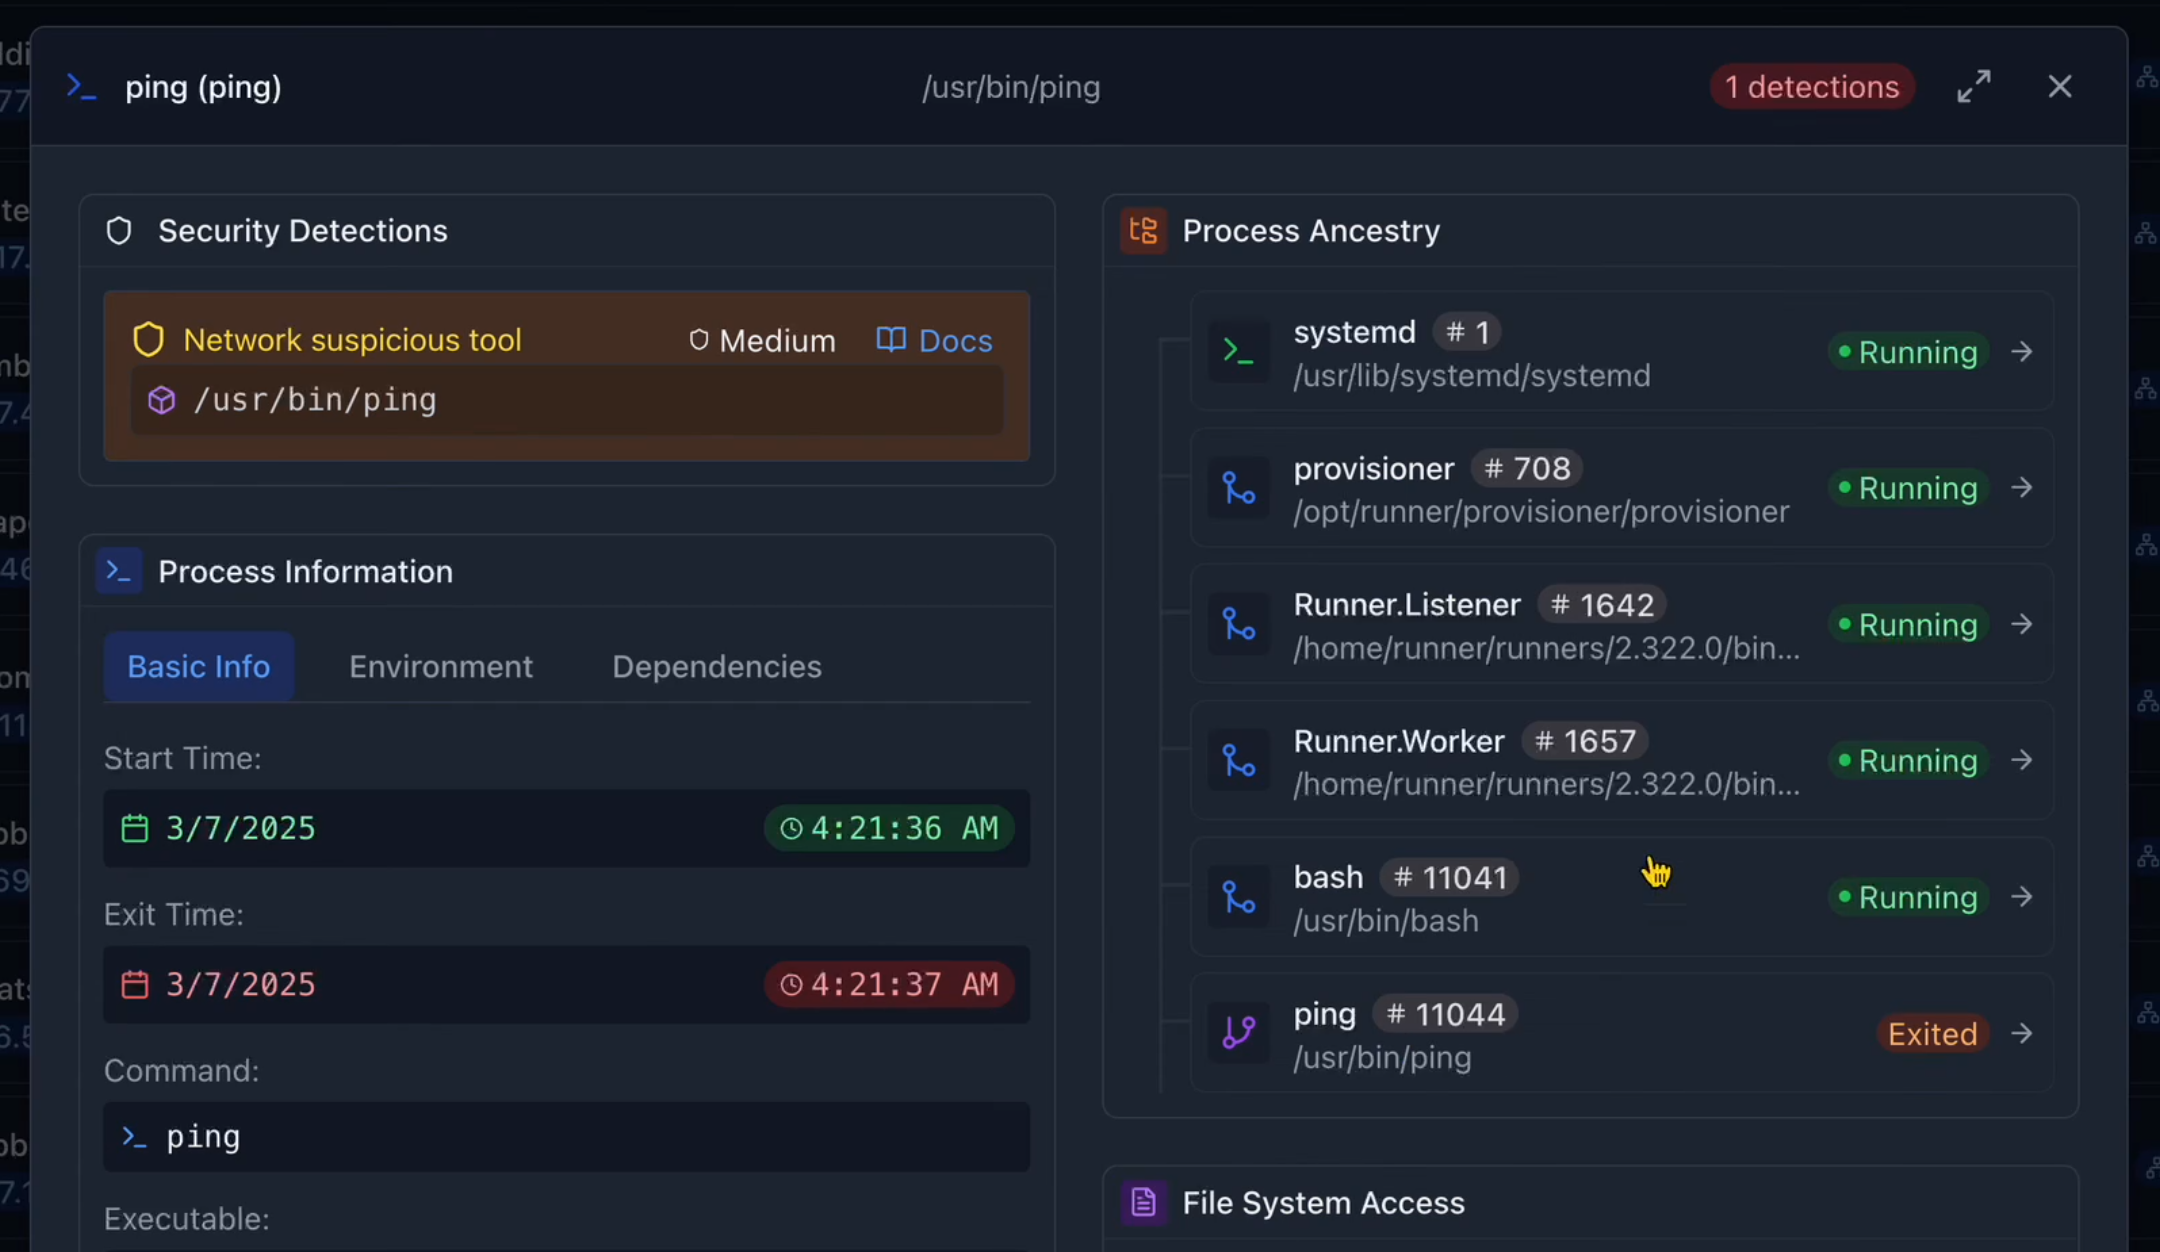 ping (ping)
/usr/bin/ping
1 detections
Security Detections
Network suspicious tool
Medium
Docs
/usr/bin/ping
Process Information
Basic Info
Environment
Dependencies
Start Time:
3/7/2025
4:21:36 AM
Exit Time:
3/7/2025
4:21:37 AM
Command:
ping
Executable:
Process Ancestry
systemd # 1
/usr/lib/systemd/systemd
Running
provisioner # 708
/opt/runner/provisioner/provisioner
Running
Runner.Listener # 1642
/home/runner/runners/2.322.0/bin...
Running
Runner.Worker # 1657
/home/runner/runners/2.322.0/bin...
Running
bash # 11041
/usr/bin/bash
Running
ping # 11044
/usr/bin/ping
Exited
File System Access